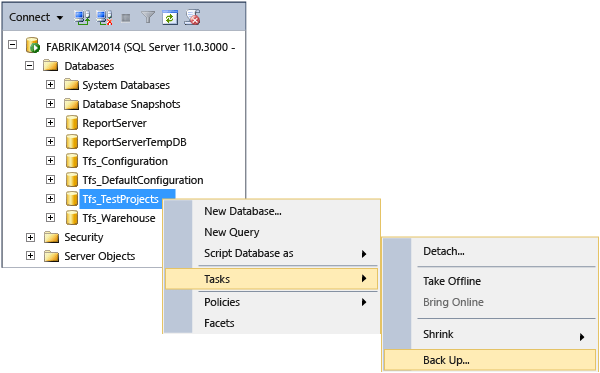 Connect
FABRIKAM2014 (SQL Server 11.0.3000 -
Databases
System Databases
Database Snapshots
ReportServer
ReportServerTempDB
Tfs_Configuration
Tfs_DefaultConfiguration
Tfs_TestProjects
Tfs_Warehouse
Security
Server Objects
New Database...
New Query
Script Database as
Tasks
Policies
Facets
Detach...
Take Offline
Bring Online
Shrink
Back Up...